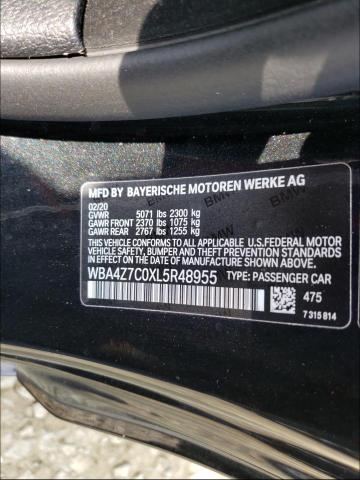 MFD BY BAYERISCHE MOTOREN WERKE AG
02/20
GVWR 5071 lbs 2300 kg
GAWR FRONT 2370 lbs 1075 kg
GAWR REAR 2767 lbs 1255 kg
THIS VEHICLE CONFORMS TO ALL APPLICABLE U.S.FEDERAL MOTOR
VEHICLE SAFETY, BUMPER AND THEFT PREVENTION STANDARDS IN
EFFECT ON THE DATE OF MANUFACTURE SHOWN ABOVE.
WBA4Z7C0XL5R48955 TYPE: PASSENGER CAR
475
7 315 814